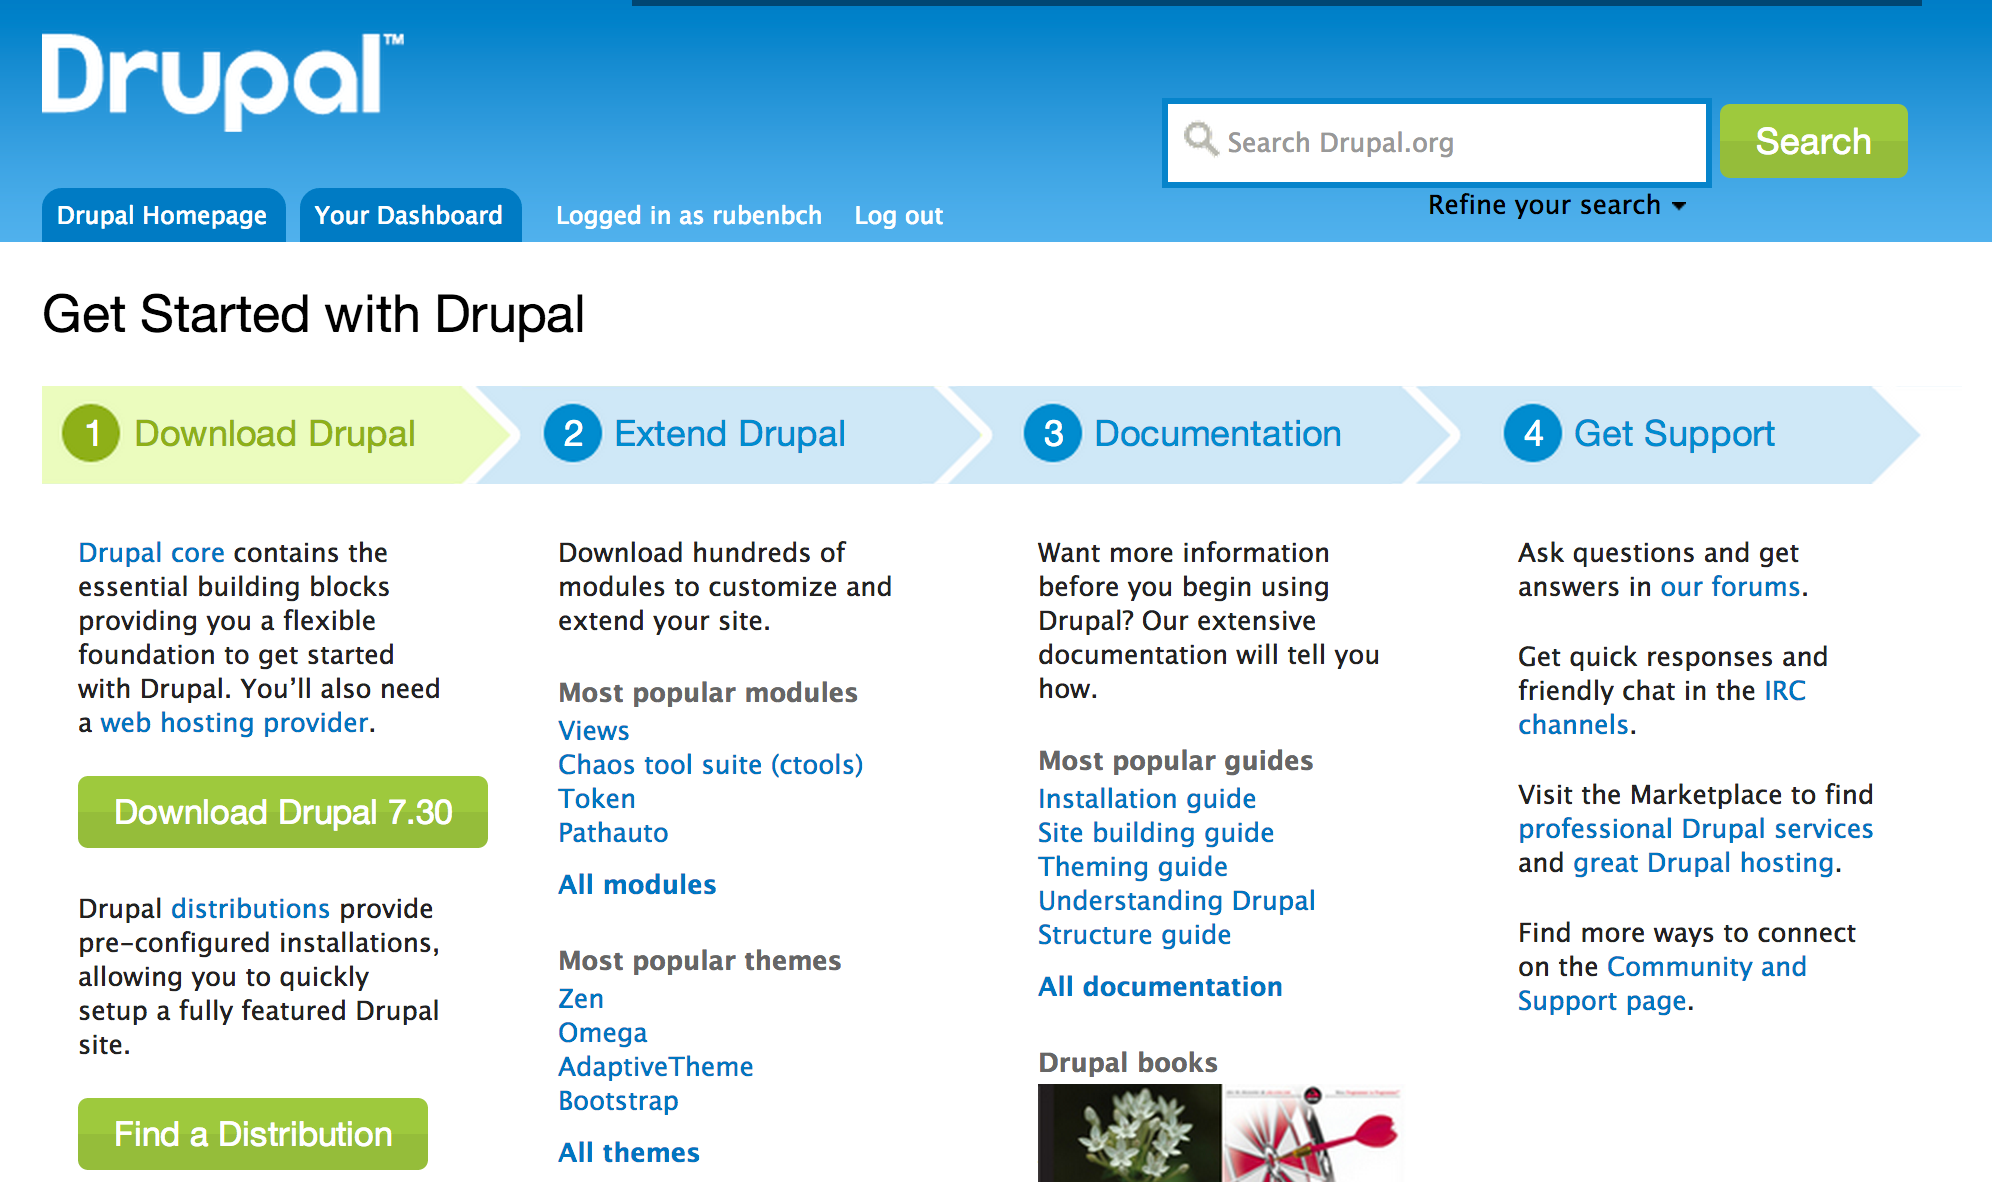 Drupal™
Search Drupal.org
Search
Refine your search
Drupal Homepage
Your Dashboard
Logged in as rubenbch
Log out
Get Started with Drupal
1 Download Drupal
2 Extend Drupal
3 Documentation
4 Get Support
Drupal core contains the
essential building blocks
providing you a flexible
foundation to get started
with Drupal. You’ll also need
a web hosting provider.
Download Drupal 7.30
Drupal distributions provide
pre-configured installations,
allowing you to quickly
setup a fully featured Drupal
site.
Find a Distribution
Download hundreds of
modules to customize and
extend your site.
Most popular modules
Views
Chaos tool suite (ctools)
Token
Pathauto
All modules
Most popular themes
Zen
Omega
AdaptiveTheme
Bootstrap
All themes
Want more information
before you begin using
Drupal? Our extensive
documentation will tell you
how.
Most popular guides
Installation guide
Site building guide
Theming guide
Understanding Drupal
Structure guide
All documentation
Drupal books
Ask questions and get
answers in our forums.
Get quick responses and
friendly chat in the IRC
channels.
Visit the Marketplace to find
professional Drupal services
and great Drupal hosting.
Find more ways to connect
on the Community and
Support page.